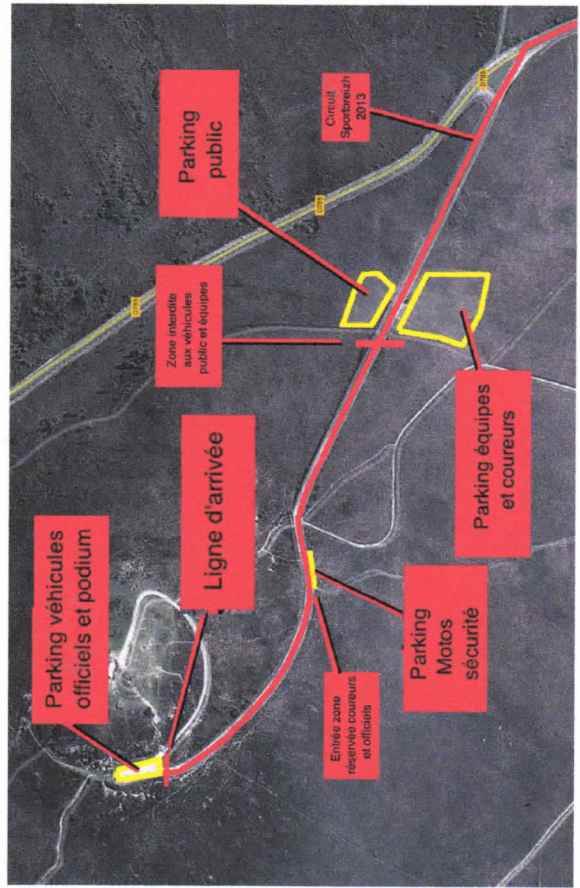 Parking véhicules
officiels et podium
Ligne d'arrivée
Zone interdite
aux véhicules
public et équipes
Parking
public
Circuit
Sportbreizh
2013
D785
D785
D785
Entrée zone
réservée coureurs
et officiels
Parking
Motos
sécurité
Parking équipes
et coureurs